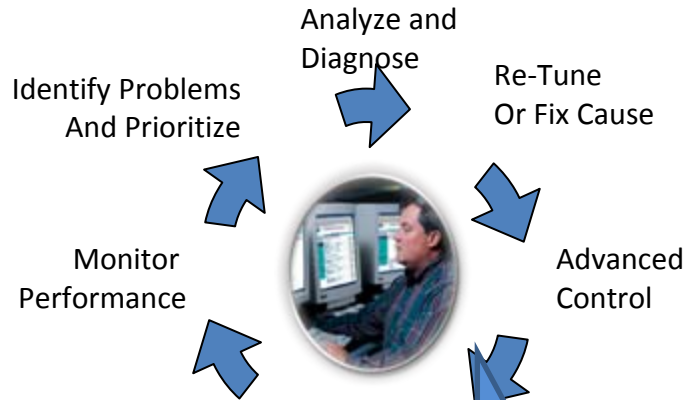 Analyze and
Diagnose
Identify Problems
And Prioritize
Re-Tune
Or Fix Cause
Monitor
Performance
Advanced
Control